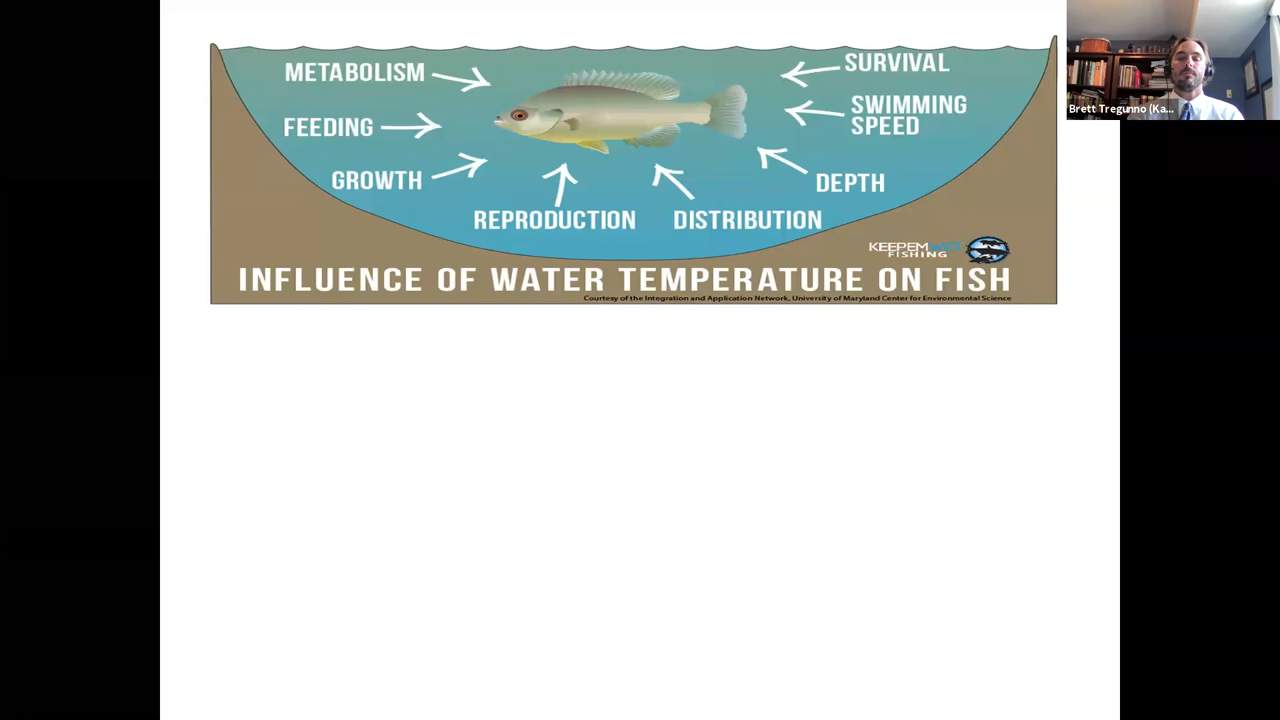 Brett Tregunno (Ka...
METABOLISM
FEEDING
GROWTH
REPRODUCTION
DISTRIBUTION
DEPTH
SWIMMING
SPEED
SURVIVAL
KEEPEMWET
FISHING
INFLUENCE OF WATER TEMPERATURE ON FISH
Courtesy of the Integration and Application Network, University of Maryland Center for Environmental Science